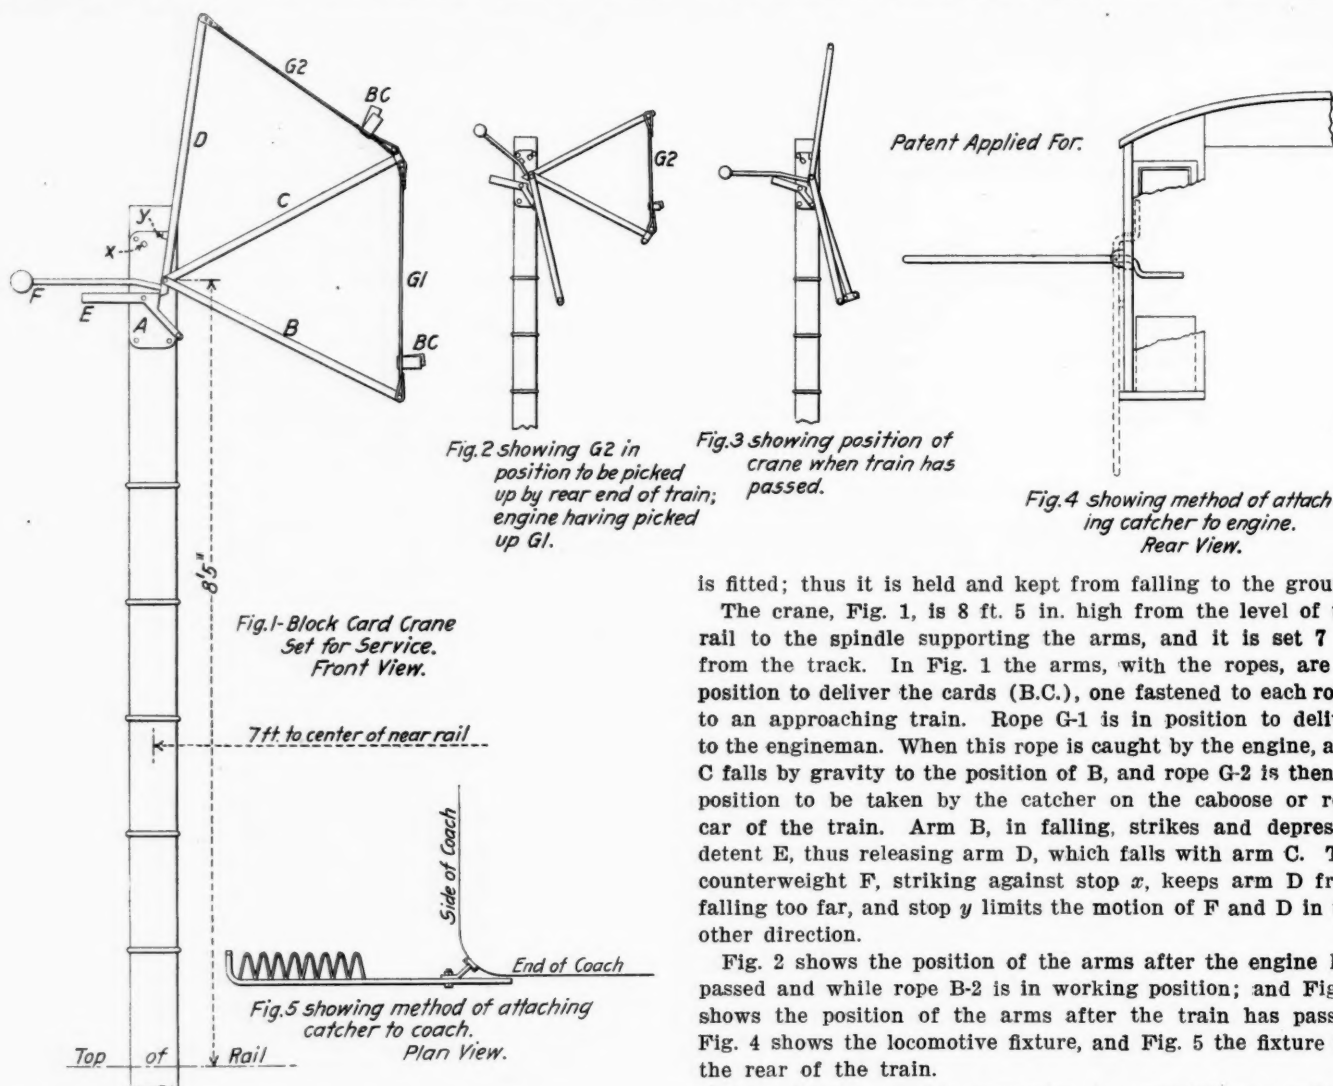 G2
BC
D
C
y
x
F
E
A
B
G1
BC
8'5"
Fig.1-Block Card Crane
Set for Service.
Front View.
7ft. to center of near rail
Top of Rail
G2
Fig.2 showing G2 in
position to be picked
up by rear end of train;
engine having picked
up G1.
Fig.3 showing position of
crane when train has
passed.
Patent Applied For.
Fig.4 showing method of attach
ing catcher to engine.
Rear View.
Side of Coach
End of Coach
Fig.5 showing method of attaching
catcher to coach.
Plan View.
is fitted; thus it is held and kept from falling to the grou
The crane, Fig. 1, is 8 ft. 5 in. high from the level of
rail to the spindle supporting the arms, and it is set 7
from the track. In Fig. 1 the arms, with the ropes, are
position to deliver the cards (B.C.), one fastened to each ro
to an approaching train. Rope G-1 is in position to deli
to the engineman. When this rope is caught by the engine, a
C falls by gravity to the position of B, and rope G-2 is then
position to be taken by the catcher on the caboose or r
car of the train. Arm B, in falling, strikes and depres
detent E, thus releasing arm D, which falls with arm C. T
counterweight F, striking against stop x, keeps arm D fr
falling too far, and stop y limits the motion of F and D in
other direction.
Fig. 2 shows the position of the arms after the engine
passed and while rope B-2 is in working position; and Fig
shows the position of the arms after the train has pass
Fig. 4 shows the locomotive fixture, and Fig. 5 the fixture
the rear of the train.